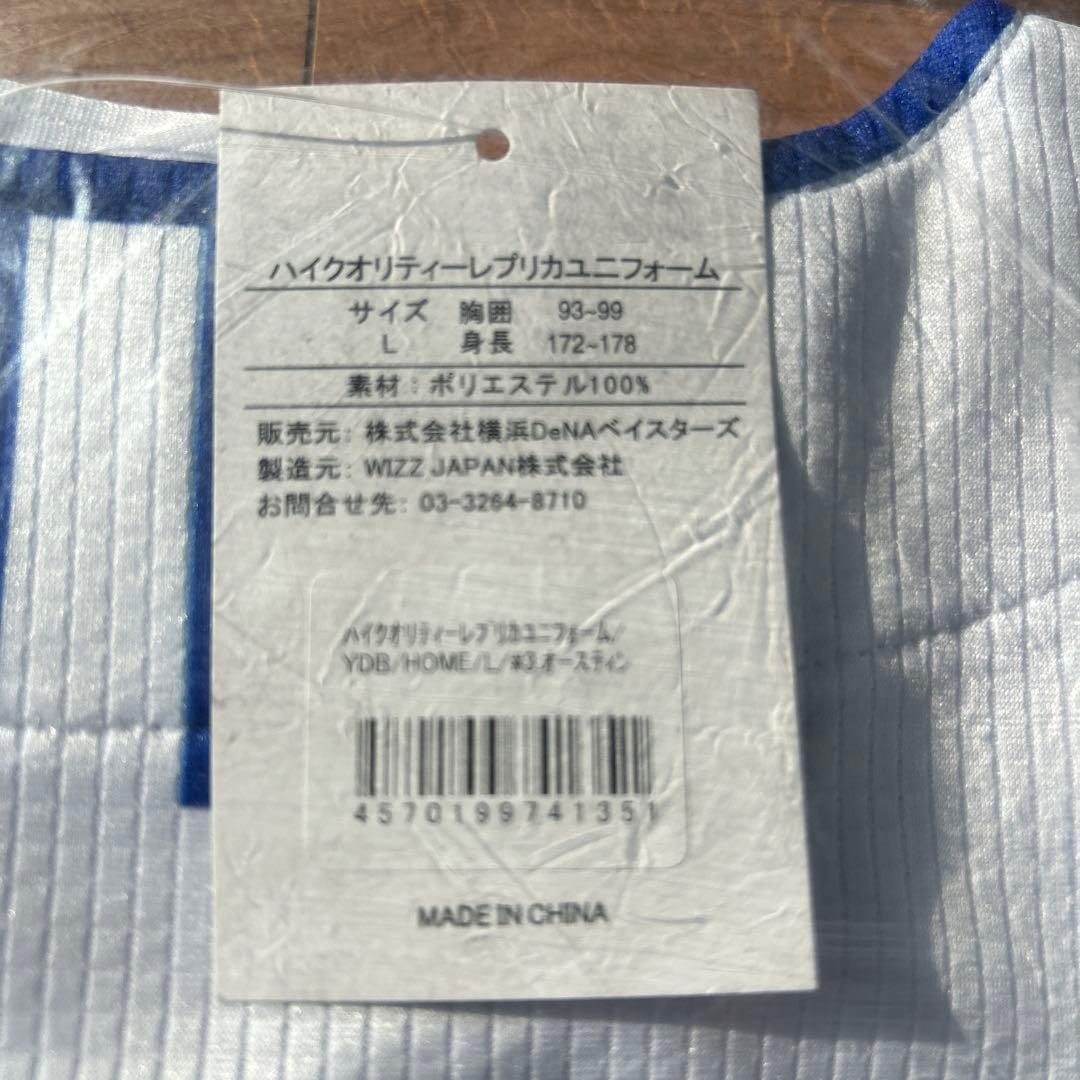 ハイクオリティーレプリカユニフォーム
サイズ 胸囲 93~99
L 身長 172~178
素材：ポリエステル100%
販売元：株式会社横浜DeNAベイスターズ
製造元：WIZZ JAPAN株式会社
お問合せ先：03-3264-8710
ハイクオリティーレプリカユニフォーム/
YDB/HOME/L/#3.オースティン
4570199741351
MADE IN CHINA